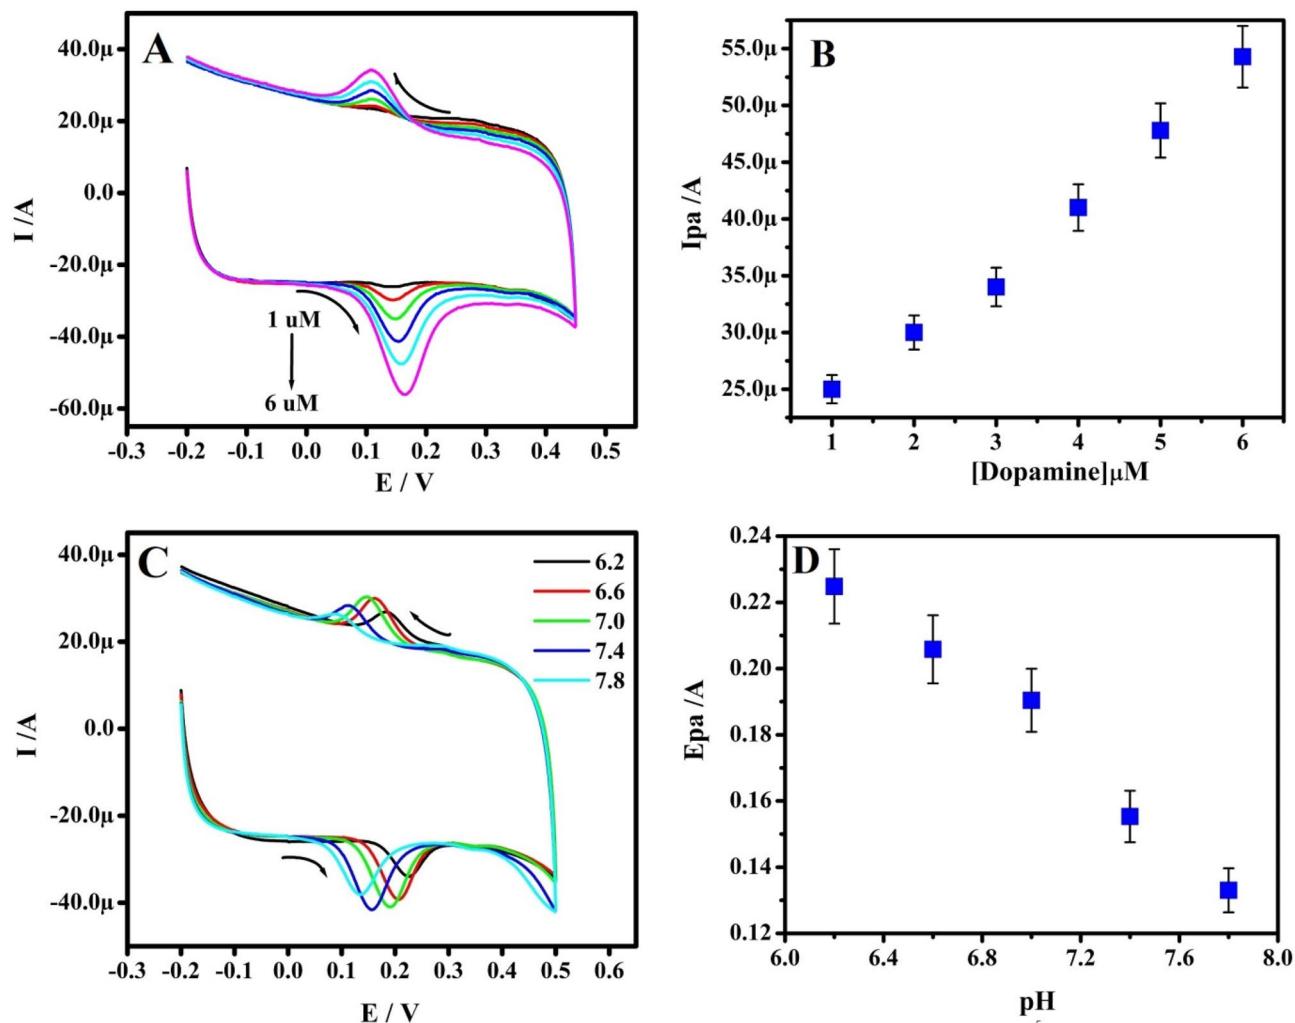 A
40.0μ
20.0μ
0.0
-20.0μ
-40.0μ
-60.0μ
I /A
1 uM
6 uM
-0.3 -0.2 -0.1 0.0 0.1 0.2 0.3 0.4 0.5
E / V
B
55.0μ
50.0μ
45.0μ
40.0μ
35.0μ
30.0μ
25.0μ
Ipa /A
1 2 3 4 5 6
[Dopamine]μM
C
40.0μ
20.0μ
0.0
-20.0μ
-40.0μ
I /A
6.2
6.6
7.0
7.4
7.8
-0.3 -0.2 -0.1 0.0 0.1 0.2 0.3 0.4 0.5 0.6
E / V
D
0.24
0.22
0.20
0.18
0.16
0.14
0.12
Epa /A
6.0 6.4 6.8 7.2 7.6 8.0
pH